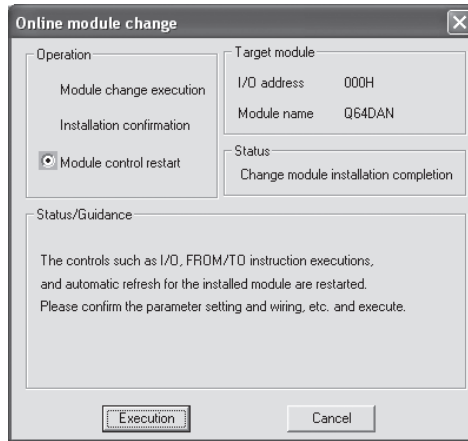 Online module change
Operation
Module change execution
Installation confirmation
Module control restart
Target module
I/O address 000H
Module name Q64DAN
Status
Change module installation completion
Status/Guidance
The controls such as I/O, FROM/TO instruction executions,
and automatic refresh for the installed module are restarted.
Please confirm the parameter setting and wiring, etc. and execute.
Execution
Cancel